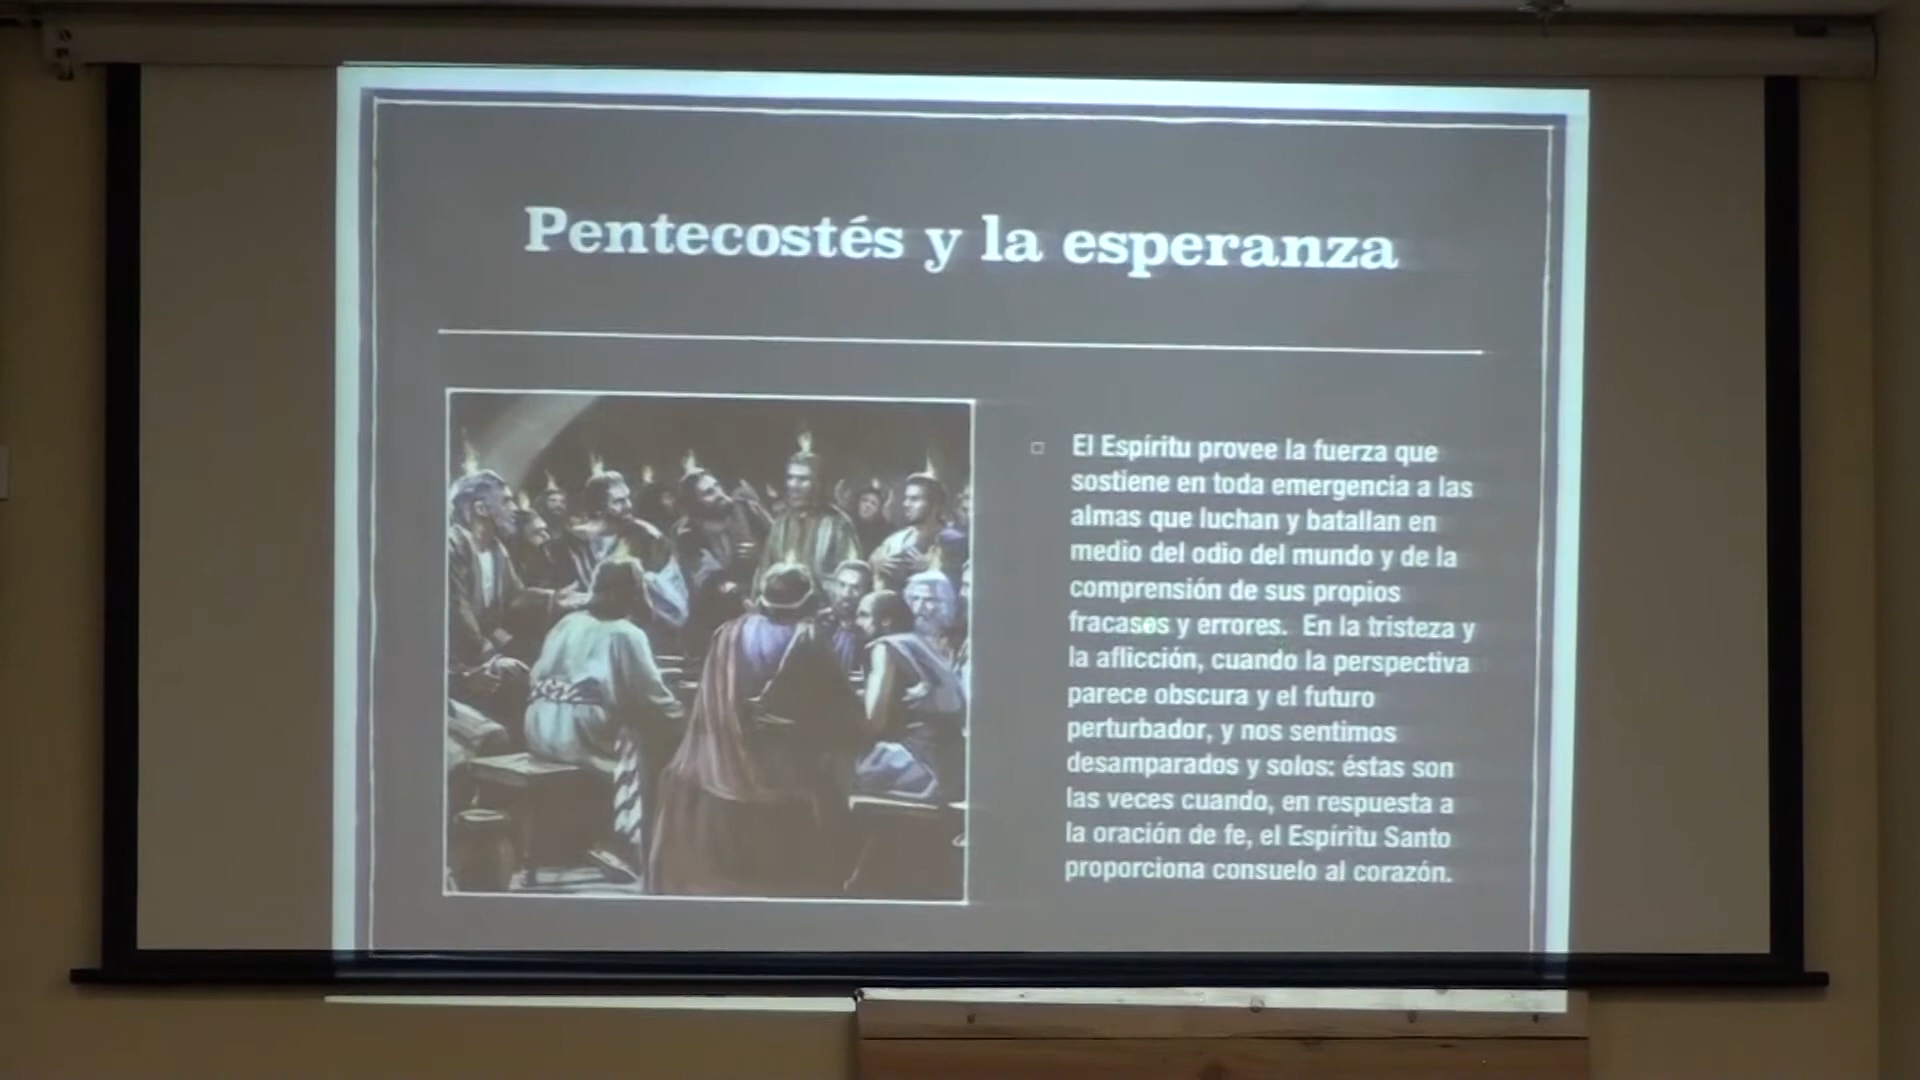 Pentecostés y la esperanza
El Espíritu provee la fuerza que
sostiene en toda emergencia a las
almas que luchan y batallan en
medio del odio del mundo y de la
comprensión de sus propios
fracasos y errores. En la tristeza y
la aflicción, cuando la perspectiva
parece obscura y el futuro
perturbador, y nos sentimos
desamparados y solos: éstas son
las veces cuando, en respuesta a
la oración de fe, el Espíritu Santo
proporciona consuelo al corazón.